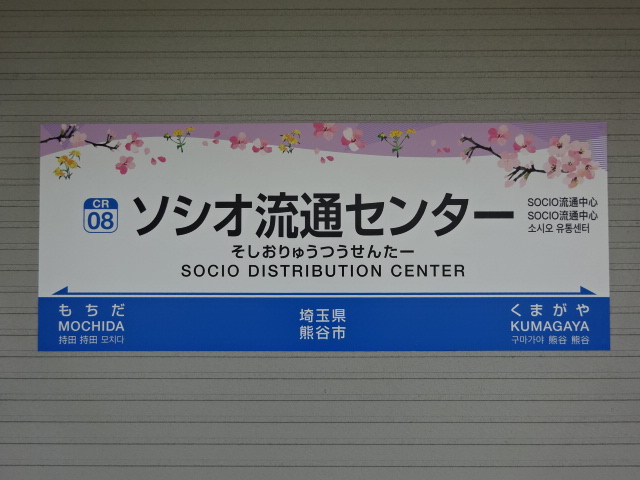 CR
08
ソシオ流通センター
そしおりゅうつうせんたー
SOCIO DISTRIBUTION CENTER
SOCIO流通中心
SOCIO流通中心
소시오 유통센터
もちだ
MOCHIDA
持田 持田 모치다
埼玉県
熊谷市
くまがや
KUMAGAYA
구마가야 熊谷 熊谷